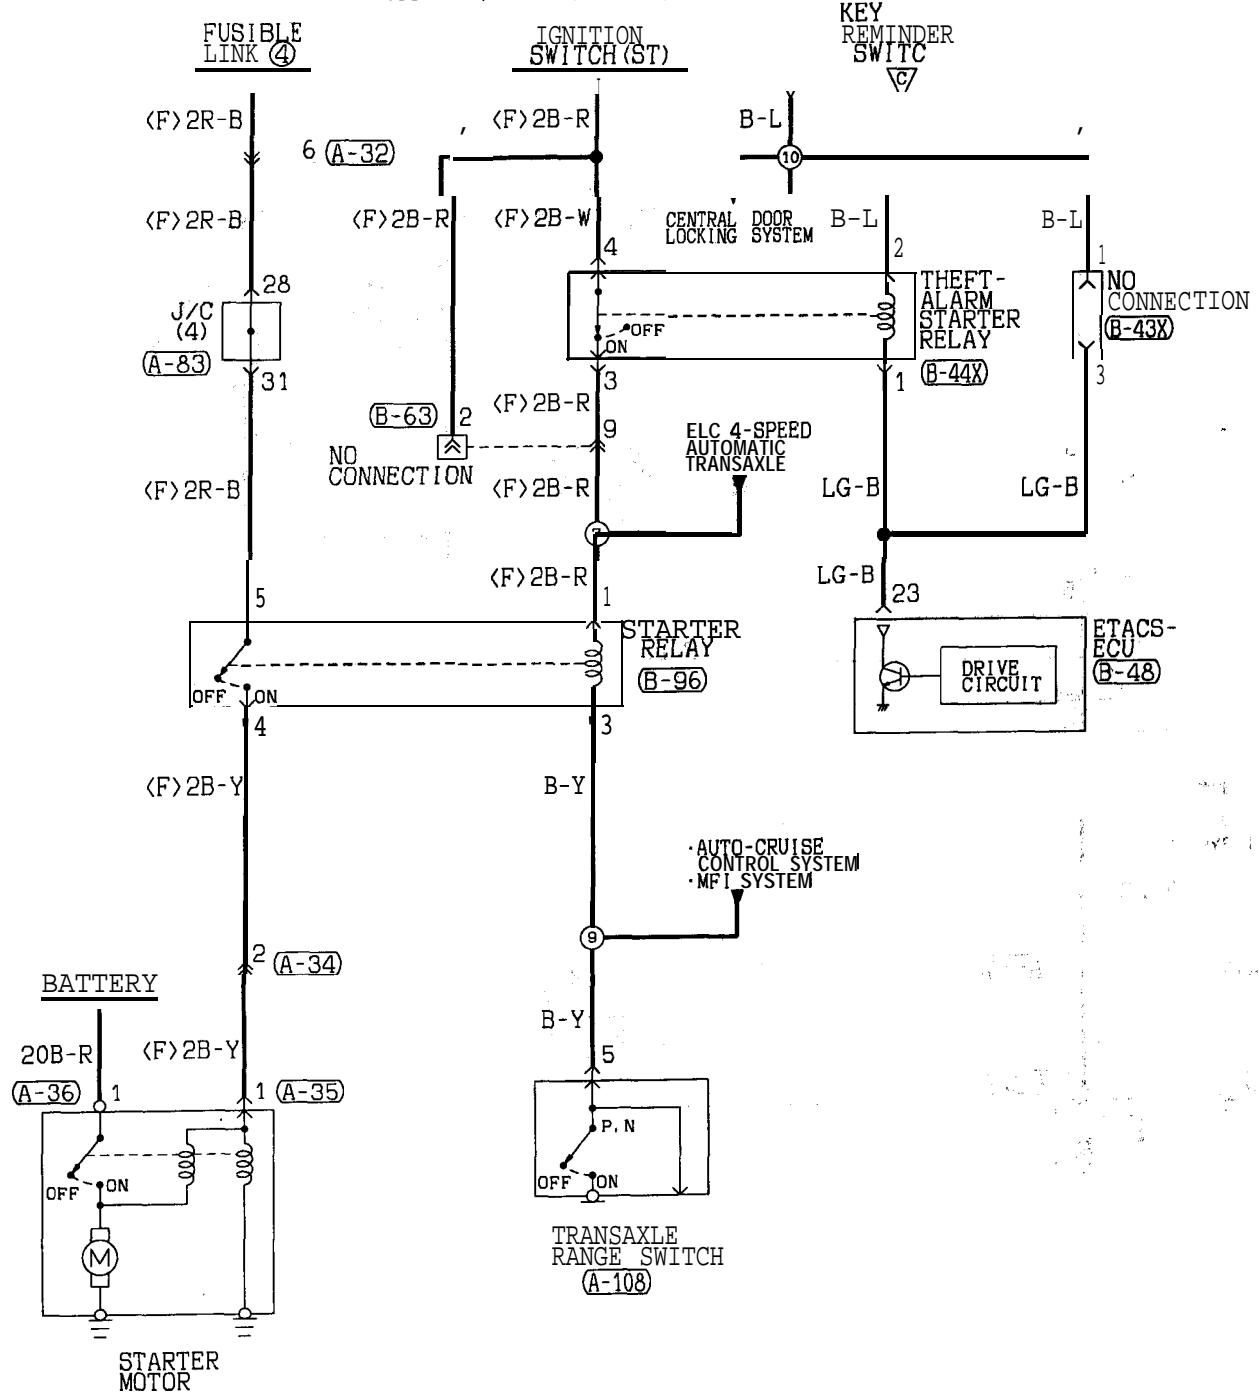 FUSIBLE
LINK ④
IGNITION
SWITCH (ST)
KEY
REMINDER
SWITC
C
<F>2R-B
6 (A-32)
<F>2B-R
B-L
10
<F>2R-B
<F>2B-R
<F>2B-W
CENTRAL DOOR
LOCKING SYSTEM
B-L
B-L
4
2
1
28
J/C
(4)
A-83
31
OFF
ON
THEFT-
ALARM
STARTER
RELAY
B-44X
NO
CONNECTION
B-43X
3
1
3
<F>2B-R
B-63
2
9
NO
CONNECTION
ELC 4-SPEED
AUTOMATIC
TRANSAXLE
<F>2R-B
<F>2B-R
LG-B
LG-B
<F>2B-R
LG-B
5
1
23
STARTER
RELAY
B-96
OFF
ON
ETACS-
ECU
B-48
DRIVE
CIRCUIT
4
3
<F>2B-Y
B-Y
·AUTO-CRUISE
CONTROL SYSTEM
·MFI SYSTEM
9
2 (A-34)
BATTERY
B-Y
20B-R
<F>2B-Y
5
A-36
1
1 (A-35)
P, N
OFF
ON
OFF
ON
M
TRANSAXLE
RANGE SWITCH
A-108
STARTER
MOTOR